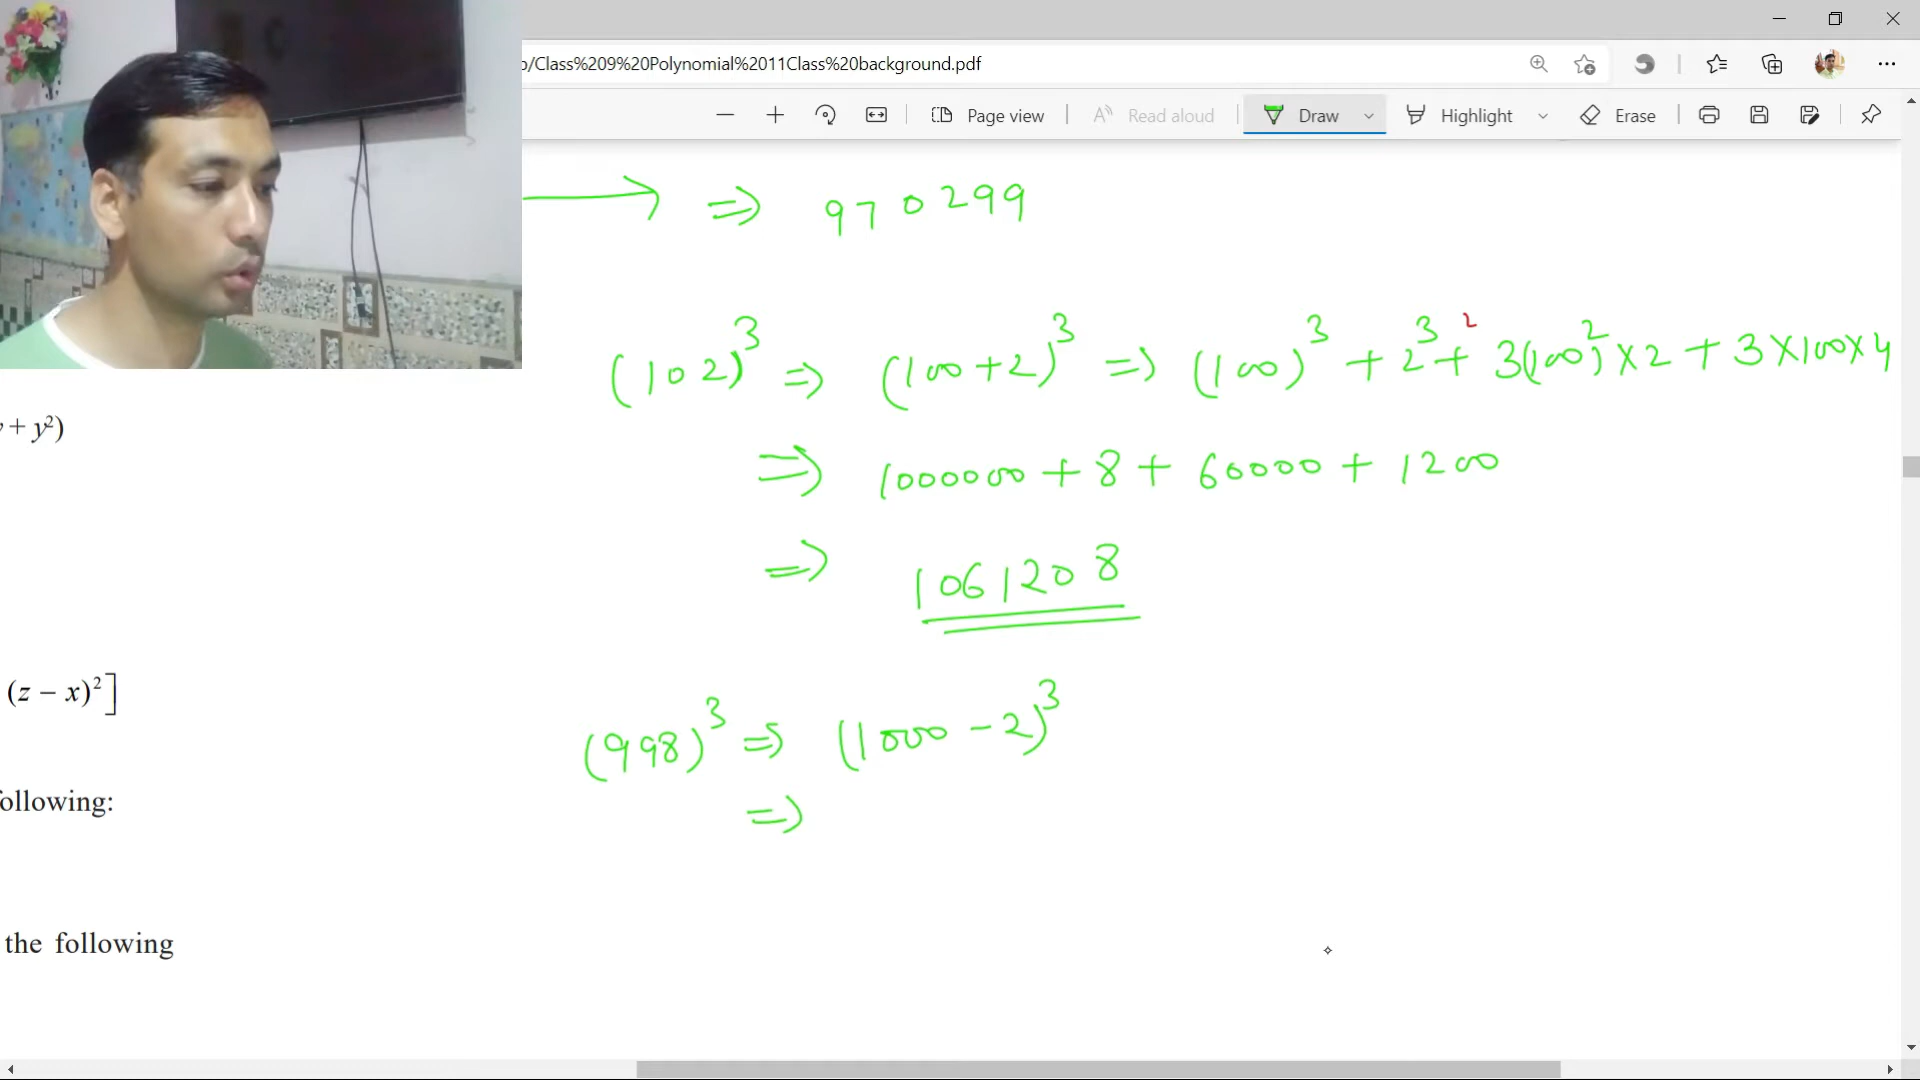 /Class%209%20Polynomial%2011Class%20background.pdf
Page view
Read aloud
Draw
Highlight
Erase
⇒ 970299
(102)³ ⇒ (100+2)³ ⇒ (100)³ + 2³ + 3(100)² × 2 + 3×100×4
2
⇒ 1000000 + 8 + 60000 + 1200
+ y²)
⇒ 1061208
(z − x)²]
(998)³ ⇒ (1000 − 2)³
ollowing:
⇒
the following